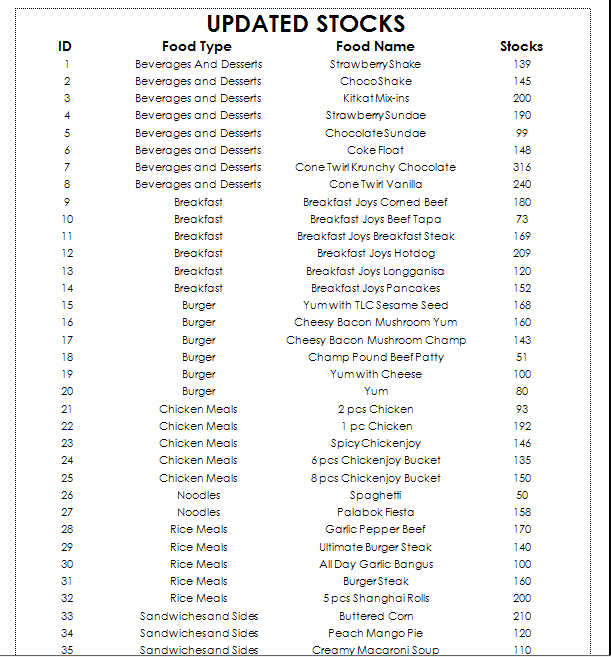 UPDATED STOCKS
ID Food Type Food Name Stocks
1 Beverages And Desserts Strawberry Shake 139
2 Beverages and Desserts Choco Shake 145
3 Beverages and Desserts Kitkat Mix-ins 200
4 Beverages and Desserts Strawberry Sundae 190
5 Beverages and Desserts Chocolate Sundae 99
6 Beverages and Desserts Coke Float 148
7 Beverages and Desserts Cone Twirl Krunchy Chocolate 316
8 Beverages and Desserts Cone Twirl Vanilla 240
9 Breakfast Breakfast Joys Corned Beef 180
10 Breakfast Breakfast Joys Beef Tapa 73
11 Breakfast Breakfast Joys Breakfast Steak 169
12 Breakfast Breakfast Joys Hotdog 209
13 Breakfast Breakfast Joys Longganisa 120
14 Breakfast Breakfast Joys Pancakes 152
15 Burger Yum with TLC Sesame Seed 168
16 Burger Cheesy Bacon Mushroom Yum 160
17 Burger Cheesy Bacon Mushroom Champ 143
18 Burger Champ Pound Beef Patty 51
19 Burger Yum with Cheese 100
20 Burger Yum 80
21 Chicken Meals 2 pcs Chicken 93
22 Chicken Meals 1 pc Chicken 192
23 Chicken Meals Spicy Chickenjoy 146
24 Chicken Meals 6 pcs Chickenjoy Bucket 135
25 Chicken Meals 8 pcs Chickenjoy Bucket 150
26 Noodles Spaghetti 50
27 Noodles Palabok Fiesta 158
28 Rice Meals Garlic Pepper Beef 170
29 Rice Meals Ultimate Burger Steak 140
30 Rice Meals All Day Garlic Bangus 100
31 Rice Meals Burger Steak 160
32 Rice Meals 5 pcs Shanghai Rolls 200
33 Sandwiches and Sides Buttered Corn 210
34 Sandwiches and Sides Peach Mango Pie 120
35 Sandwiches and Sides Creamy Macaroni Soup 110